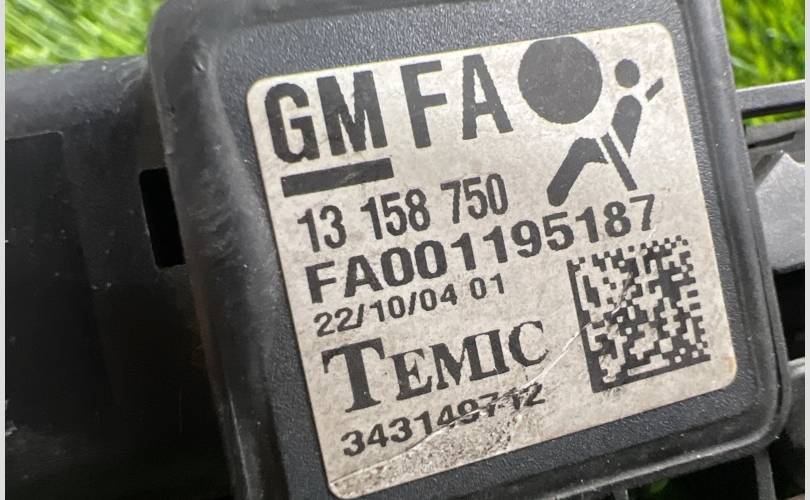 GM FA
13 158 750
FA001195187
22/10/04 01
TEMIC
343149712